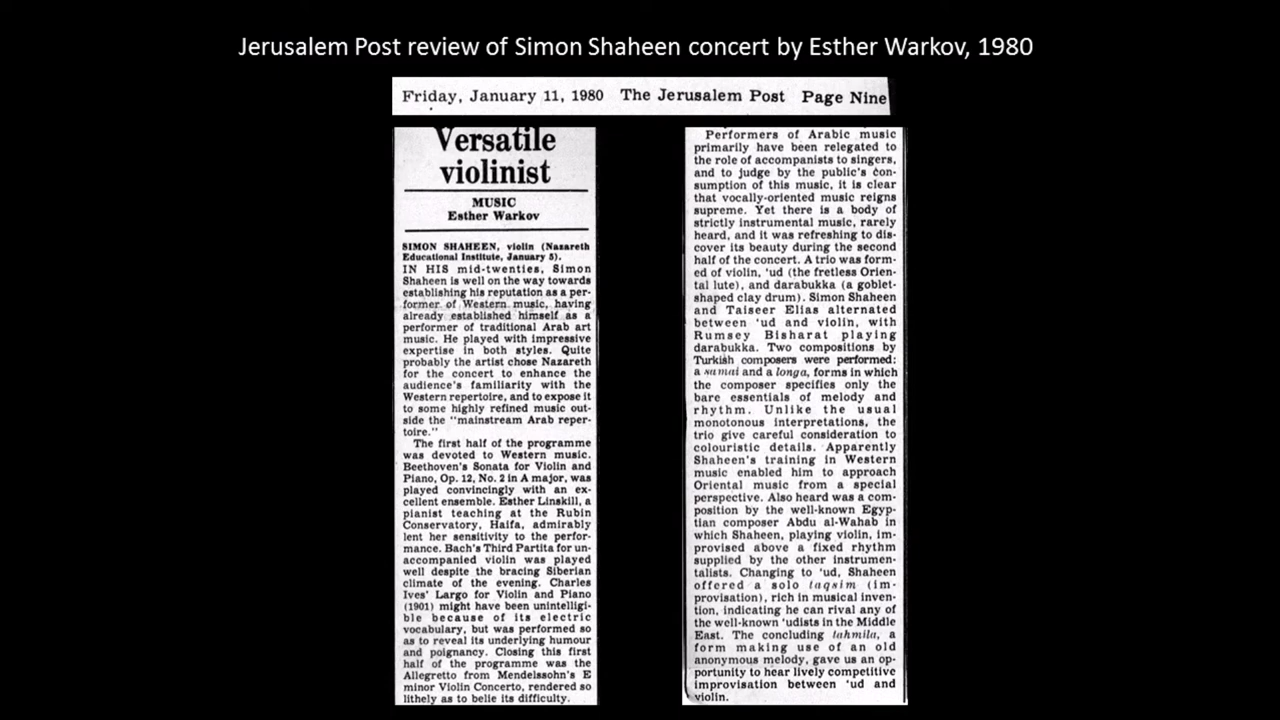 Jerusalem Post review of Simon Shaheen concert by Esther Warkov, 1980
Friday, January 11, 1980 The Jerusalem Post Page Nine
Versatile
violinist
MUSIC
Esther Warkov
SIMON SHAHEEN, violin (Nazareth
Educational Institute, January 5).
IN HIS mid-twenties, Simon
Shaheen is well on the way towards
establishing his reputation as a per-
former of Western music, having
already established himself as a
performer of traditional Arab art
music. He played with impressive
expertise in both styles. Quite
probably the artist chose Nazareth
for the concert to enhance the
audience's familiarity with the
Western repertoire, and to expose it
to some highly refined music out-
side the "mainstream Arab reper-
toire."
The first half of the programme
was devoted to Western music.
Beethoven's Sonata for Violin and
Piano, Op. 12, No. 2 in A major, was
played convincingly with an ex-
cellent ensemble. Esther Linskill, a
pianist teaching at the Rubin
Conservatory, Haifa, admirably
lent her sensitivity to the perfor-
mance. Bach's Third Partita for un-
accompanied violin was played
well despite the bracing Siberian
climate of the evening. Charles
Ives' Largo for Violin and Piano
(1901) might have been unintelligi-
ble because of its electric
vocabulary, but was performed so
as to reveal its underlying humour
and poignancy. Closing this first
half of the programme was the
Allegretto from Mendelssohn's E
minor Violin Concerto, rendered so
lithely as to belie its difficulty.
Performers of Arabic music
primarily have been relegated to
the role of accompanists to singers,
and to judge by the public's con-
sumption of this music, it is clear
that vocally-oriented music reigns
supreme. Yet there is a body of
strictly instrumental music, rarely
heard, and it was refreshing to dis-
cover its beauty during the second
half of the concert. A trio was form-
ed of violin, 'ud (the fretless Orien-
tal lute), and darabukka (a goblet-
shaped clay drum). Simon Shaheen
and Taiseer Elias alternated
between 'ud and violin, with
Rumsey Bisharat playing
darabukka. Two compositions by
Turkish composers were performed:
a samai and a longa, forms in which
the composer specifies only the
bare essentials of melody and
rhythm. Unlike the usual
monotonous interpretations, the
trio give careful consideration to
colouristic details. Apparently
Shaheen's training in Western
music enabled him to approach
Oriental music from a special
perspective. Also heard was a com-
position by the well-known Egyp-
tian composer Abdu al-Wahab in
which Shaheen, playing violin, im-
provised above a fixed rhythm
supplied by the other instrumen-
talists. Changing to 'ud, Shaheen
offered a solo taqsim (im-
provisation), rich in musical inven-
tion, indicating he can rival any of
the well-known 'udists in the Middle
East. The concluding tahmila, a
form making use of an old
anonymous melody, gave us an op-
portunity to hear lively competitive
improvisation between 'ud and
violin.